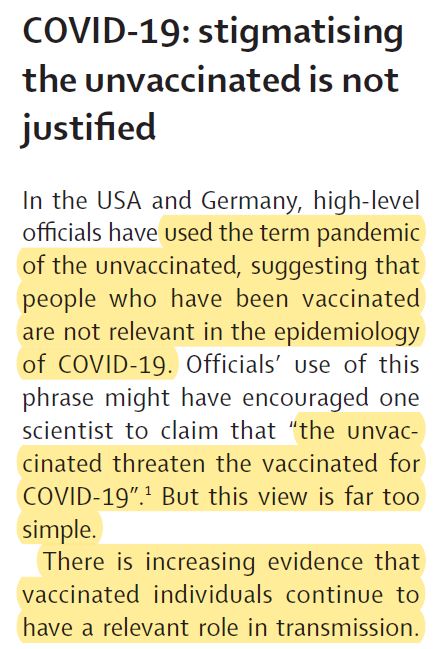 COVID-19: stigmatising
the unvaccinated is not
justified
In the USA and Germany, high-level
officials have used the term pandemic
of the unvaccinated, suggesting that
people who have been vaccinated
are not relevant in the epidemiology
of COVID-19. Officials’ use of this
phrase might have encouraged one
scientist to claim that “the unvac-
cinated threaten the vaccinated for
COVID-19”.¹ But this view is far too
simple.
There is increasing evidence that
vaccinated individuals continue to
have a relevant role in transmission.